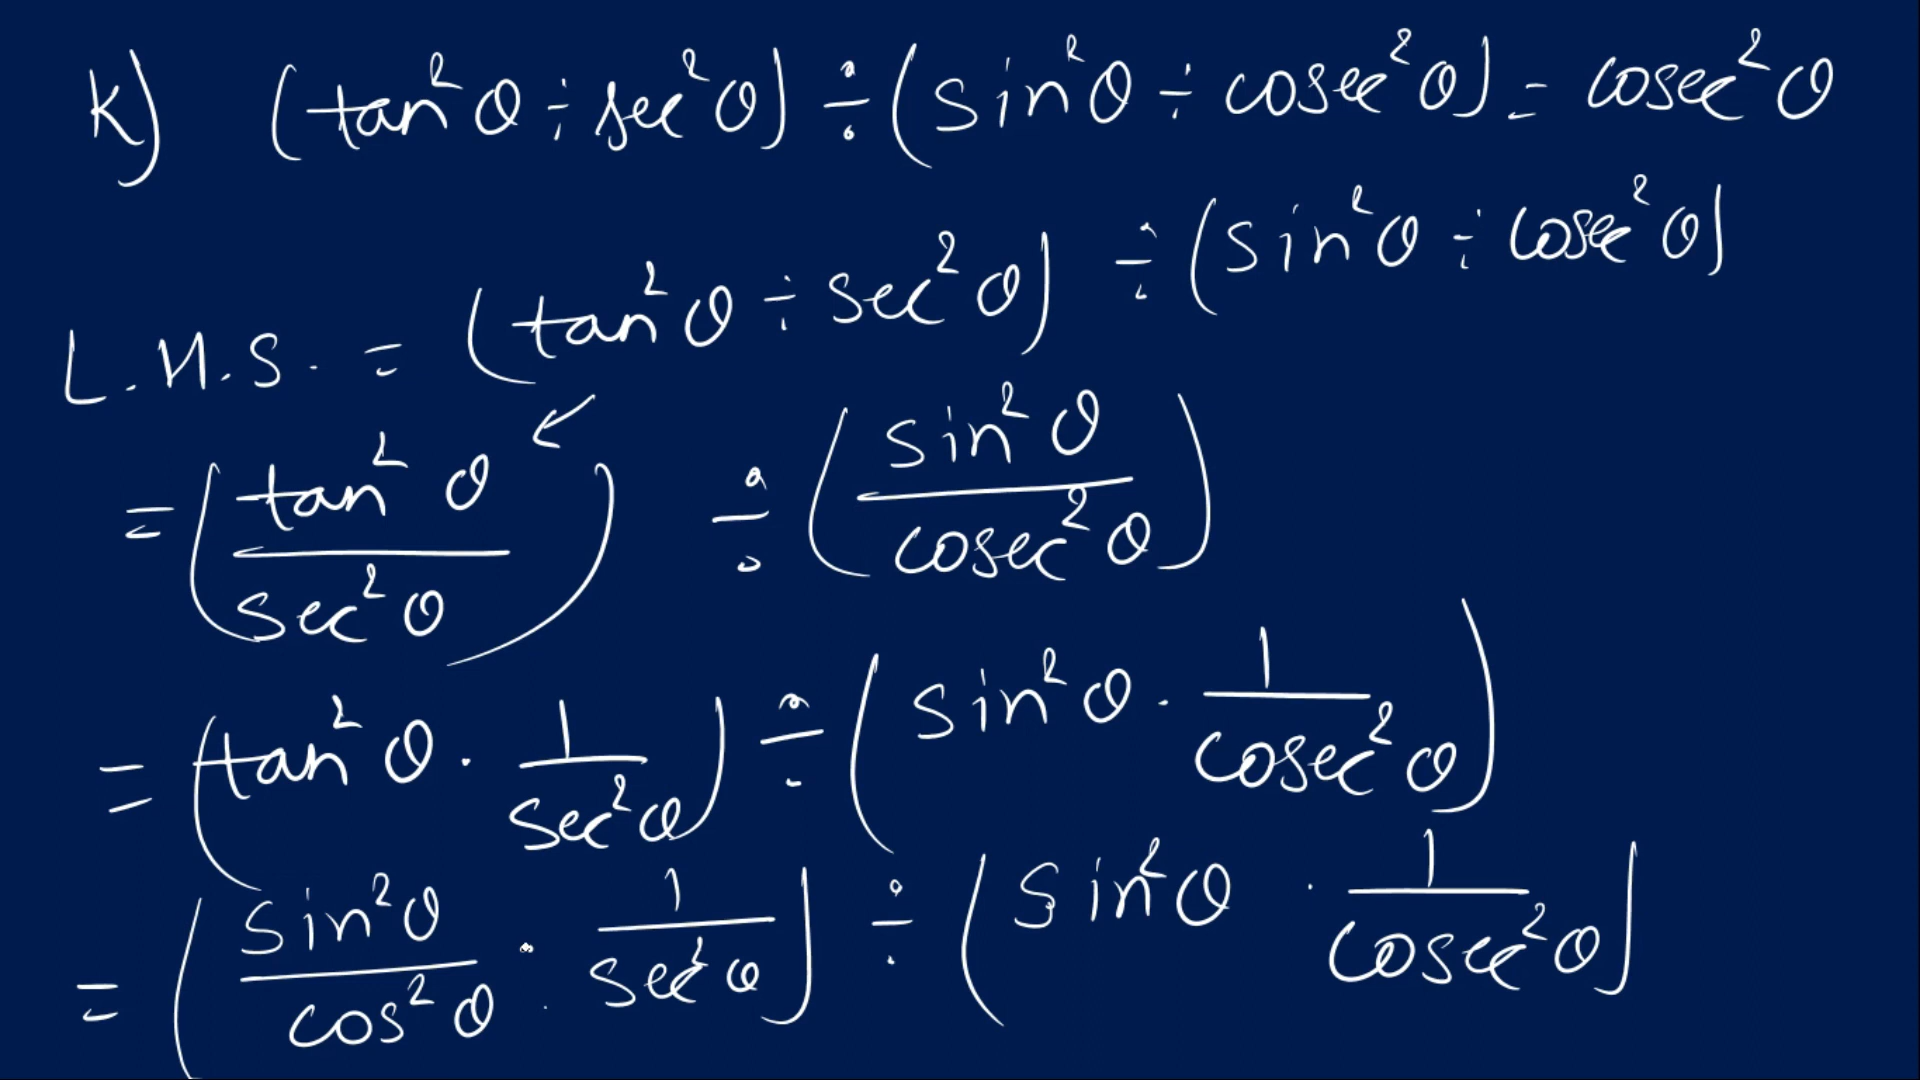 K) (tan²θ ÷ sec²θ) ÷ (sin²θ ÷ cosec²θ) = cosec²θ
L.H.S. = (tan²θ ÷ sec²θ) ÷ (sin²θ ÷ cosec²θ)
= (tan²θ / sec²θ) ÷ (sin²θ / cosec²θ)
= (tan²θ · 1 / sec²θ) ÷ (sin²θ · 1 / cosec²θ)
= (sin²θ / cos²θ · 1 / sec²θ) ÷ (sin²θ · 1 / cosec²θ)